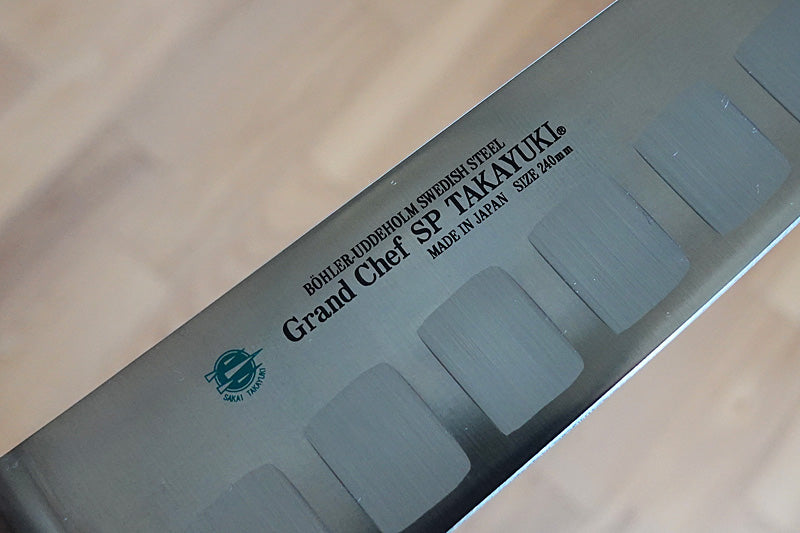 BÖHLER-UDDEHOLM SWEDISH STEEL
Grand Chef SP TAKAYUKI®
MADE IN JAPAN SIZE 240mm
SAKAI TAKAYUKI